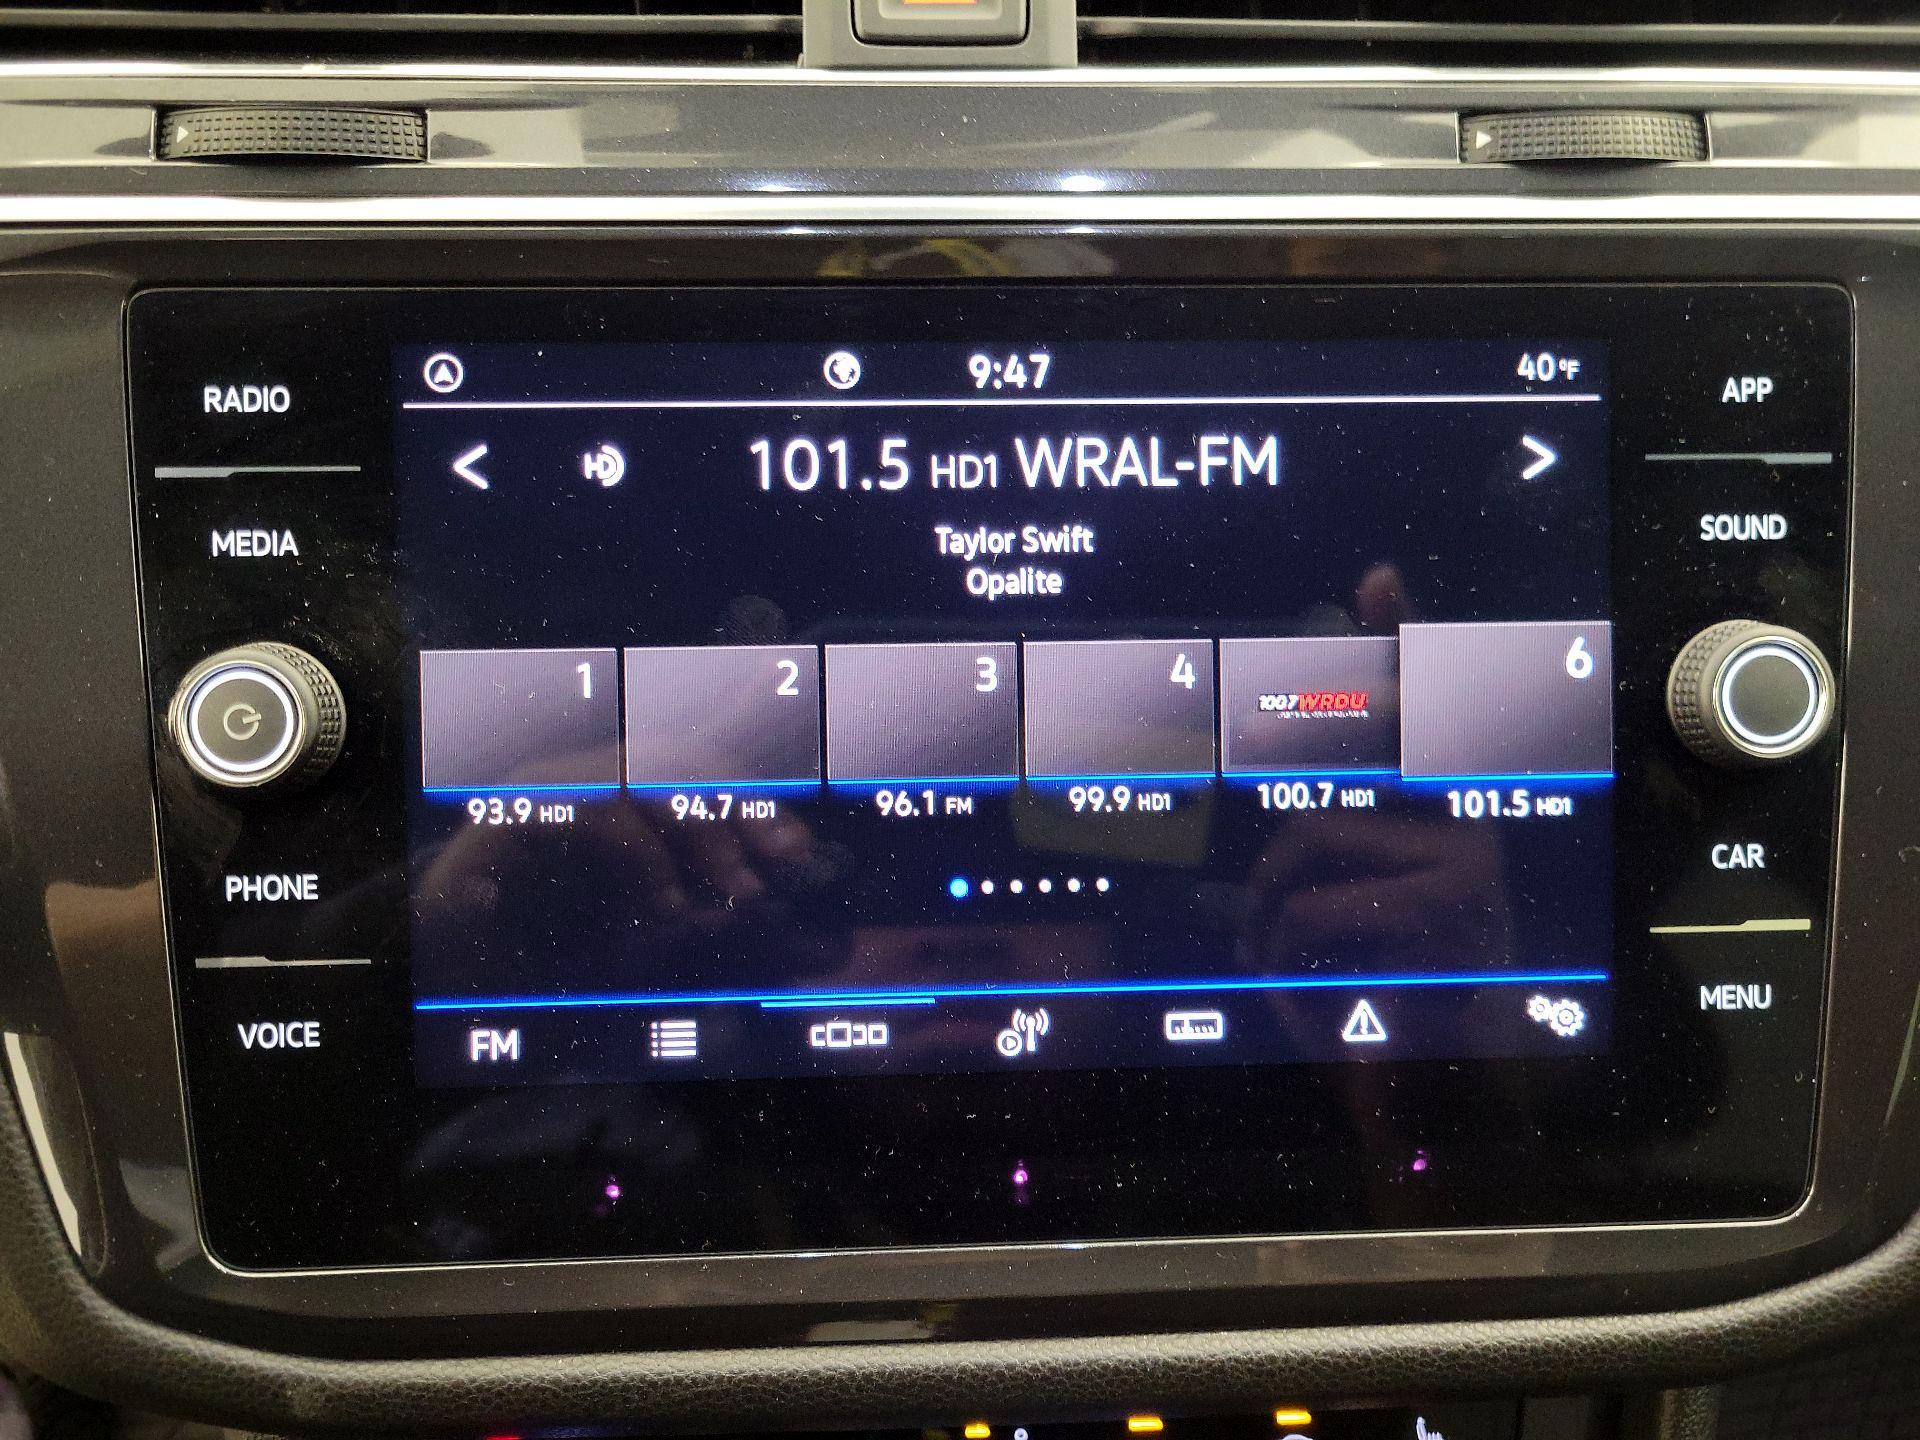 9:47
40°F
RADIO
APP
< HD 101.5 HD1 WRAL-FM >
MEDIA
SOUND
Taylor Swift
Opalite
1 2 3 4 6
100.7 WRDU
93.9 HD1 94.7 HD1 96.1 FM 99.9 HD1 100.7 HD1 101.5 HD1
PHONE
CAR
VOICE
MENU
FM